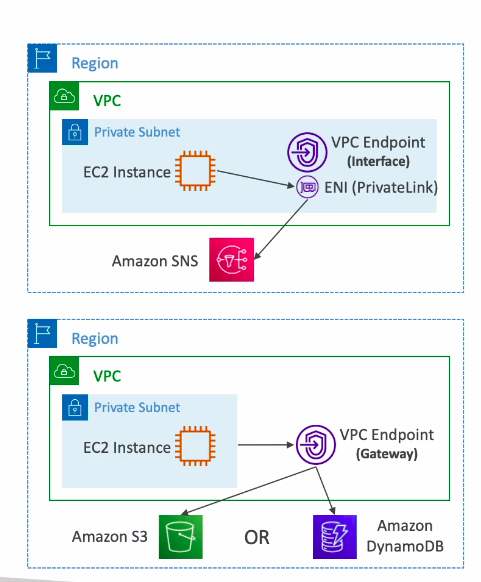 Region
VPC
Private Subnet
VPC Endpoint
(Interface)
EC2 Instance
ENI (PrivateLink)
Amazon SNS
Region
VPC
Private Subnet
VPC Endpoint
(Gateway)
EC2 Instance
Amazon S3
OR
Amazon
DynamoDB